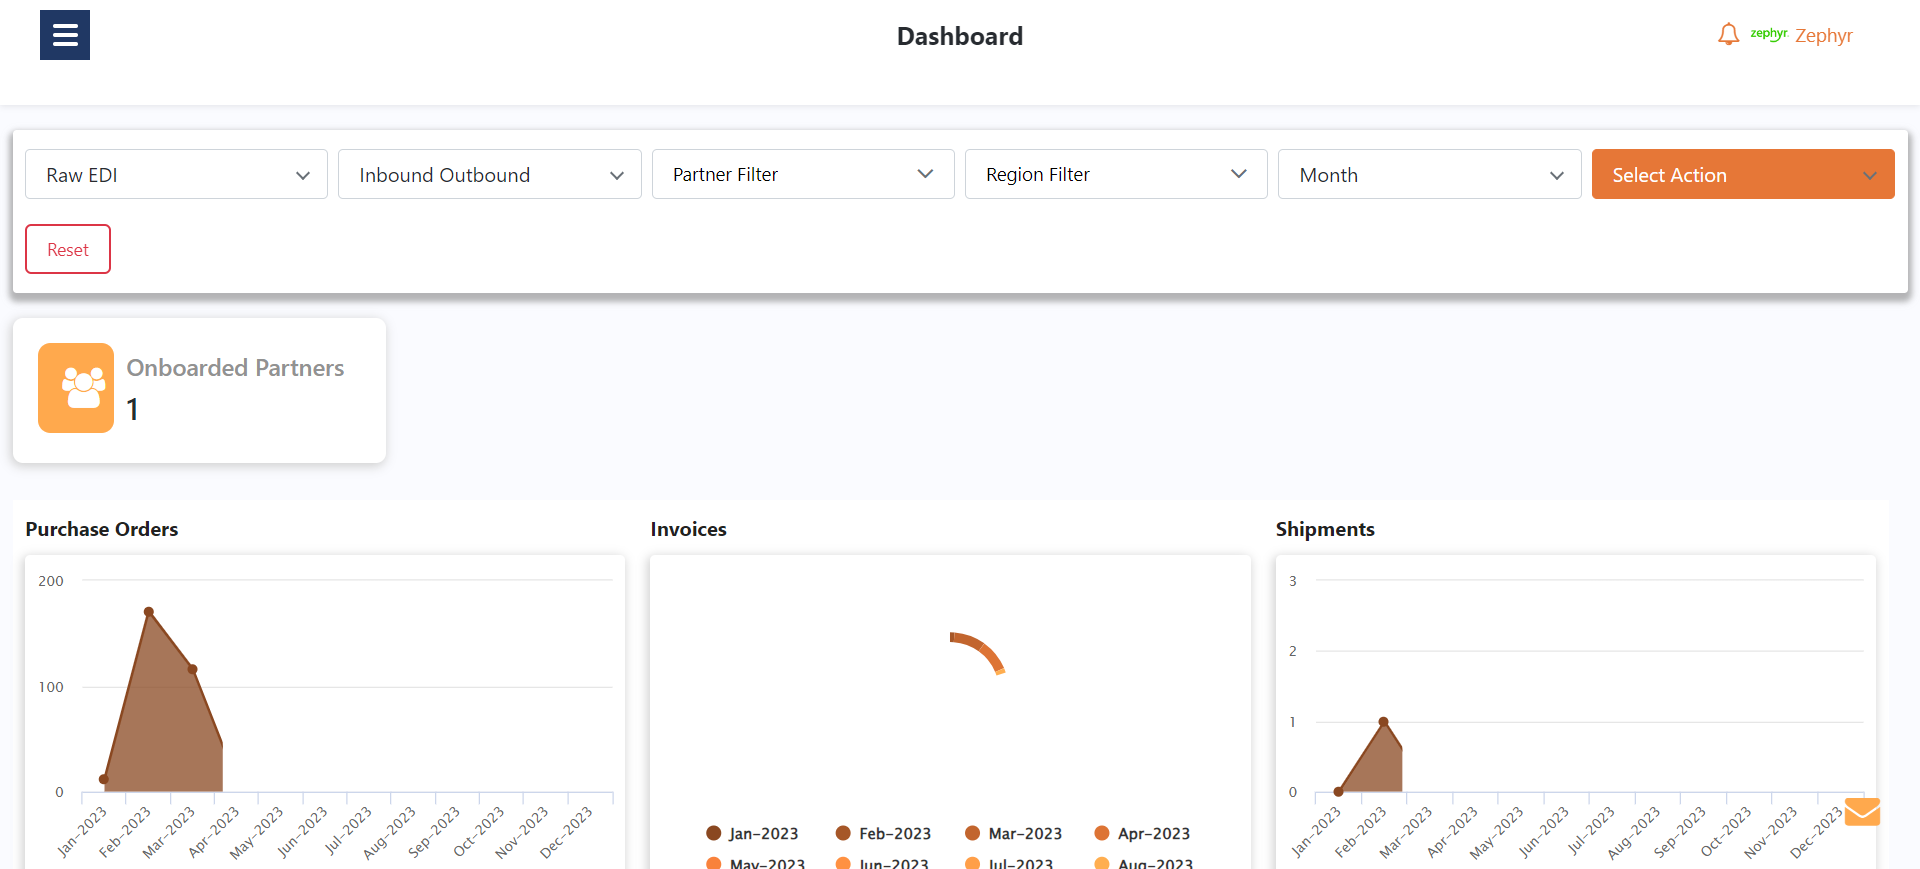 Dashboard
zephyr Zephyr
Raw EDI
Inbound Outbound
Partner Filter
Region Filter
Month
Select Action
Reset
Onboarded Partners
1
Purchase Orders
200
100
0
Jan-2023
Feb-2023
Mar-2023
Apr-2023
May-2023
Jun-2023
Jul-2023
Aug-2023
Sep-2023
Oct-2023
Nov-2023
Dec-2023
Invoices
Jan-2023 Feb-2023 Mar-2023 Apr-2023
May-2023 Jun-2023 Jul-2023 Aug-2023
Shipments
3
2
1
0
Jan-2023
Feb-2023
Mar-2023
Apr-2023
May-2023
Jun-2023
Jul-2023
Aug-2023
Sep-2023
Oct-2023
Nov-2023
Dec-2023